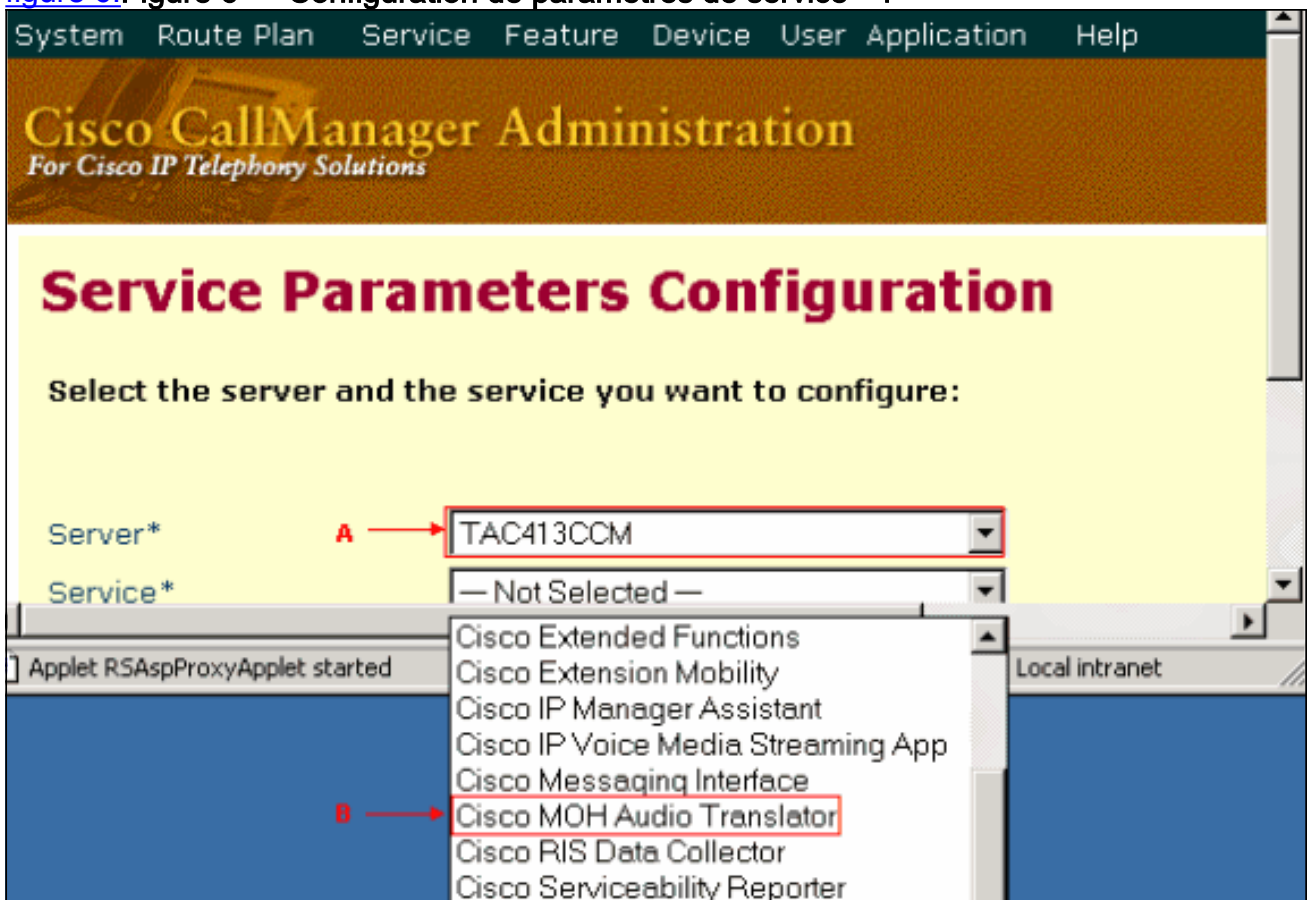 System Route Plan Service Feature Device User Application Help
Cisco CallManager Administration
For Cisco IP Telephony Solutions
Service Parameters Configuration
Select the server and the service you want to configure:
Server* A TAC413CCM
Service* — Not Selected —
Cisco Extended Functions
Applet RSAspProxyApplet started Cisco Extension Mobility Local intranet
Cisco IP Manager Assistant
Cisco IP Voice Media Streaming App
Cisco Messaging Interface
B Cisco MOH Audio Translator
Cisco RIS Data Collector
Cisco Serviceability Reporter